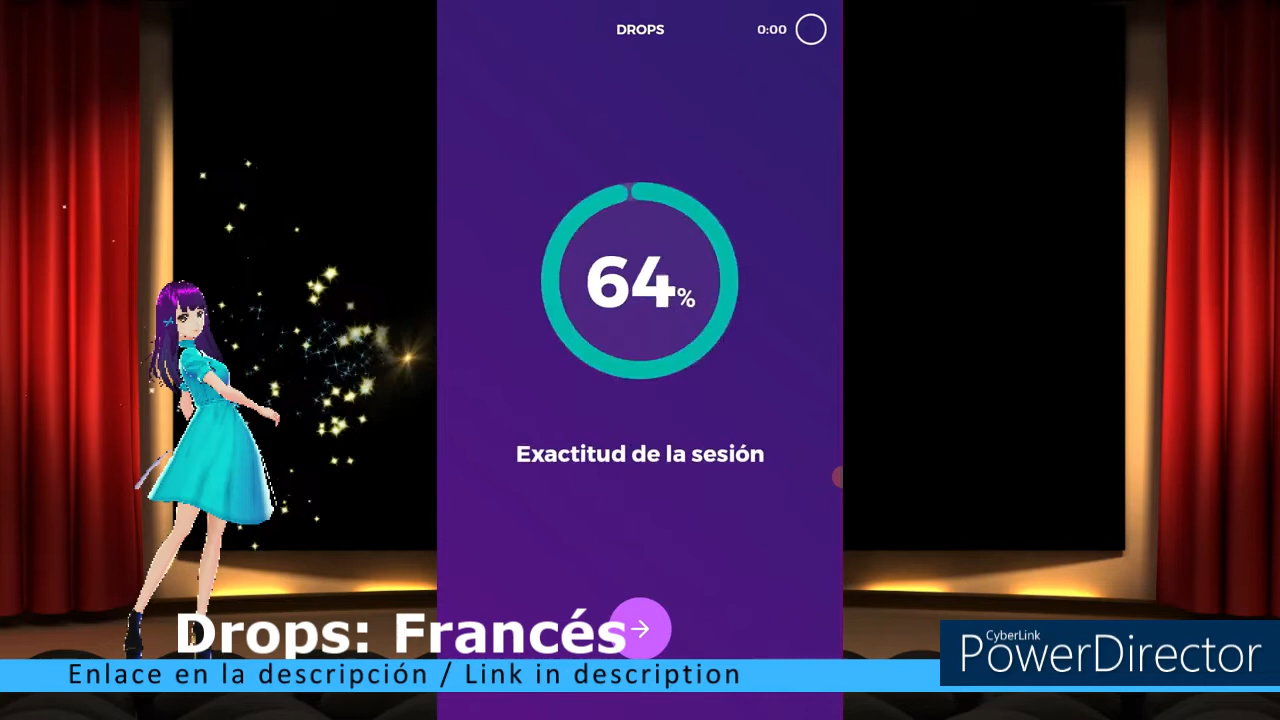 DROPS
0:00
64%
Exactitud de la sesión
→
Drops: Francés
Enlace en la descripción / Link in description
CyberLink
PowerDirector